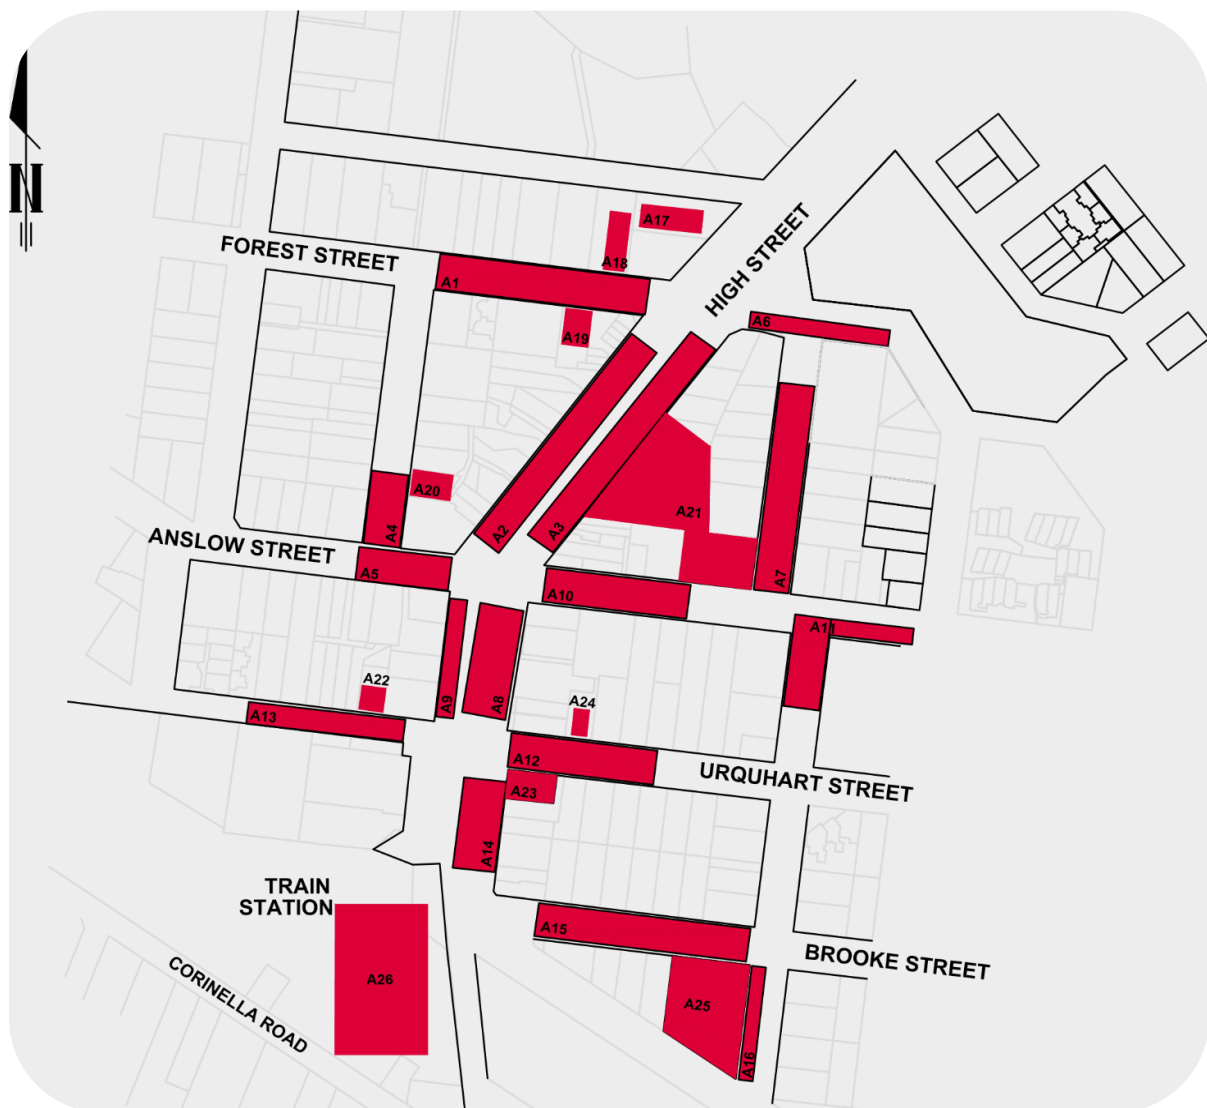 N
A17
A18
FOREST STREET
A1
HIGH STREET
A19
A6
A20
A4
A2
A3
A21
A7
ANSLOW STREET
A5
A10
A11
A22
A9
A8
A24
A13
A12
URQUHART STREET
A23
A14
TRAIN
STATION
A15
BROOKE STREET
CORINELLA ROAD
A26
A25
A16